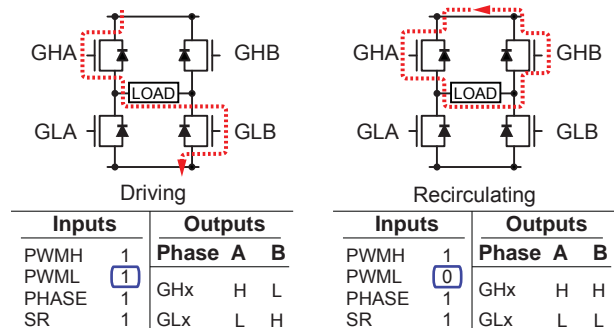 GHA
GHB
LOAD
GLA
GLB
Driving
Inputs Outputs
PWMH 1 Phase A B
PWML 1
PHASE 1 GHx H L
SR 1 GLx L H
GHA
GHB
LOAD
GLA
GLB
Recirculating
Inputs Outputs
PWMH 1 Phase A B
PWML 0
PHASE 1 GHx H H
SR 1 GLx L L